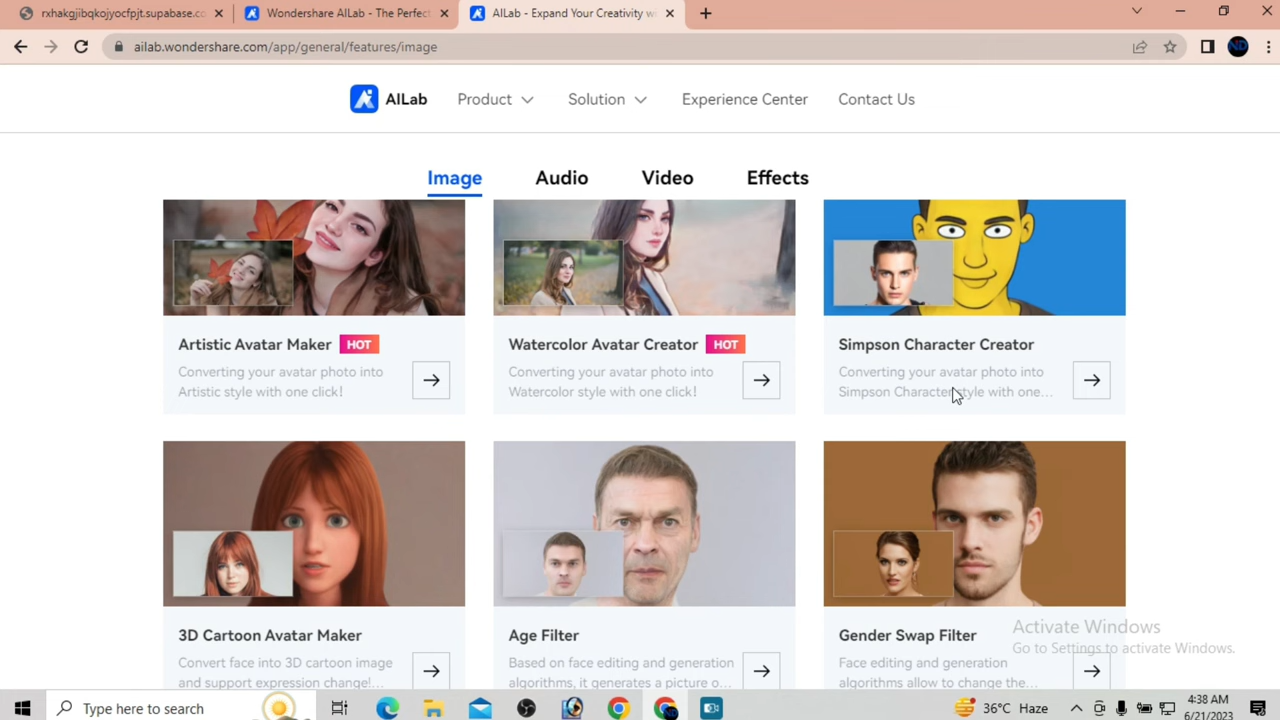 rxhakgjibqkojyocfpjt.supabase.co
Wondershare AILab - The Perfect
AILab - Expand Your Creativity wi
ailab.wondershare.com/app/general/features/image
ND
AILab
Product
Solution
Experience Center
Contact Us
Image
Audio
Video
Effects
Artistic Avatar Maker HOT
Converting your avatar photo into
Artistic style with one click!
Watercolor Avatar Creator HOT
Converting your avatar photo into
Watercolor style with one click!
Simpson Character Creator
Converting your avatar photo into
Simpson Character style with one...
3D Cartoon Avatar Maker
Convert face into 3D cartoon image
and support expression change!...
Age Filter
Based on face editing and generation
algorithms, it generates a picture o...
Gender Swap Filter
Face editing and generation
algorithms allow to change the...
Activate Windows
Go to Settings to activate Windows.
Type here to search
36°C Haze
4:38 AM
6/21/2023